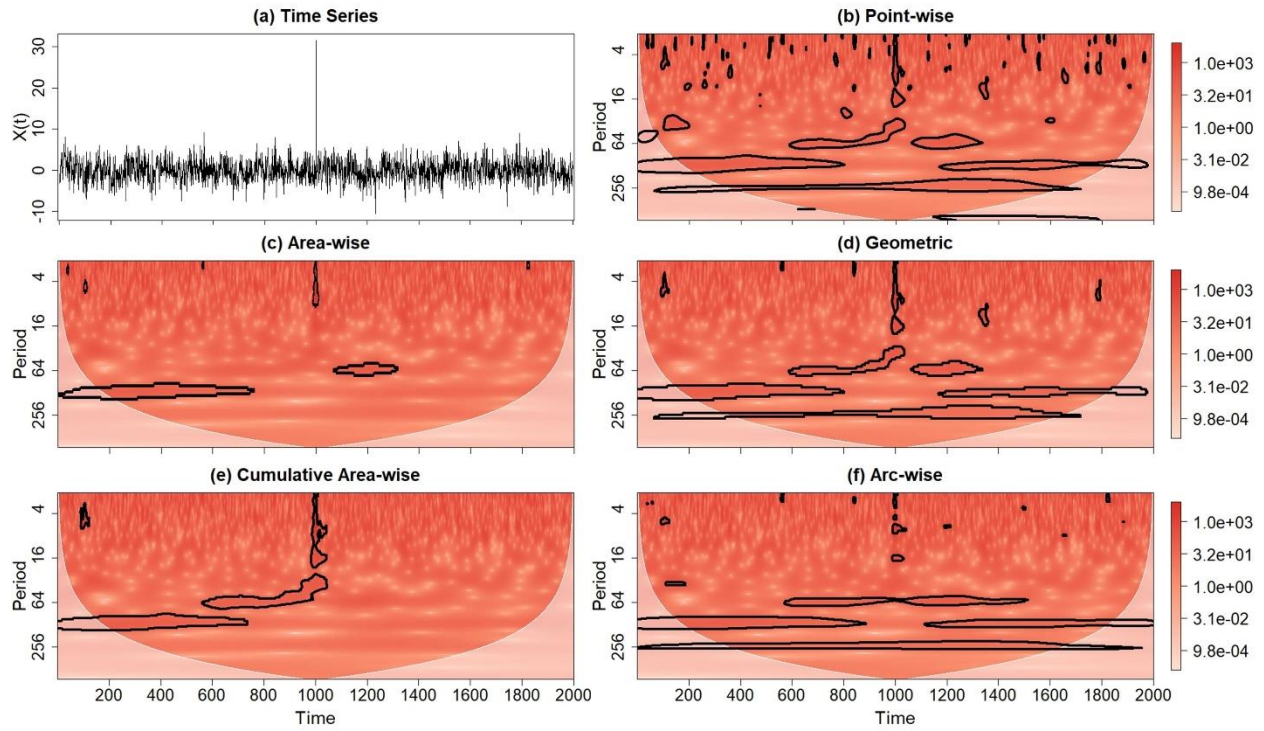 (a) Time Series
30
20
10
0
-10
X(t)
(b) Point-wise
4
16
64
256
Period
1.0e+03
3.2e+01
1.0e+00
3.1e-02
9.8e-04
(c) Area-wise
4
16
64
256
Period
(d) Geometric
4
16
64
256
Period
1.0e+03
3.2e+01
1.0e+00
3.1e-02
9.8e-04
(e) Cumulative Area-wise
4
16
64
256
Period
200 400 600 800 1000 1200 1400 1600 1800 2000
Time
(f) Arc-wise
4
16
64
256
Period
200 400 600 800 1000 1200 1400 1600 1800 2000
Time
1.0e+03
3.2e+01
1.0e+00
3.1e-02
9.8e-04